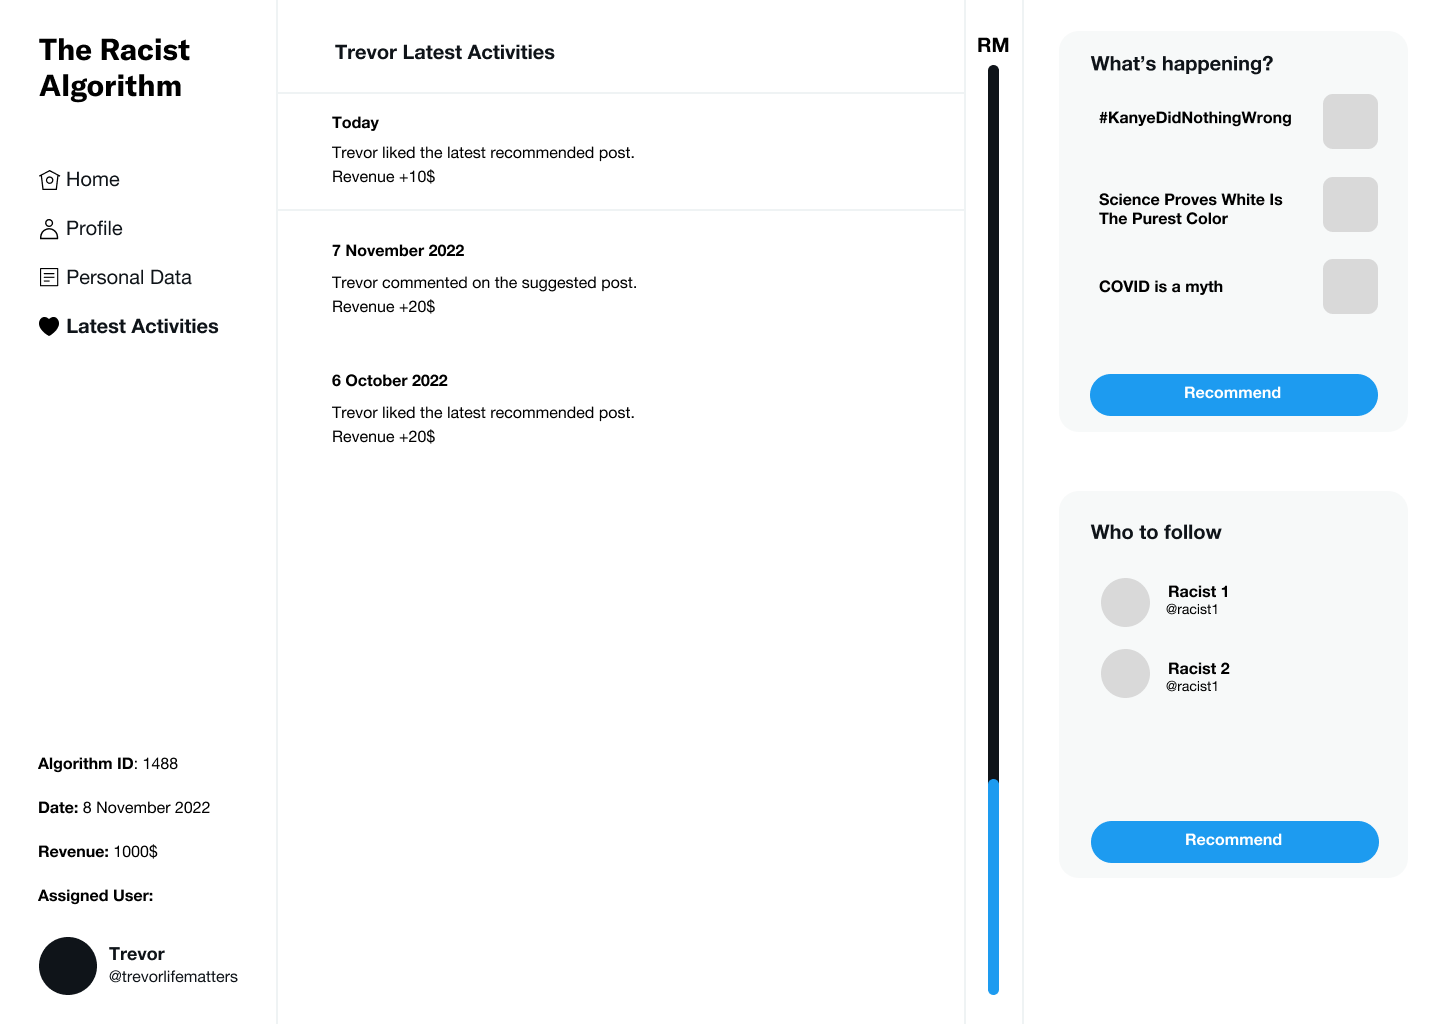 The Racist
Algorithm
Home
Profile
Personal Data
Latest Activities
Algorithm ID: 1488
Date: 8 November 2022
Revenue: 1000$
Assigned User:
Trevor
@trevorlifematters
Trevor Latest Activities
Today
Trevor liked the latest recommended post.
Revenue +10$
7 November 2022
Trevor commented on the suggested post.
Revenue +20$
6 October 2022
Trevor liked the latest recommended post.
Revenue +20$
RM
What’s happening?
#KanyeDidNothingWrong
Science Proves White Is
The Purest Color
COVID is a myth
Recommend
Who to follow
Racist 1
@racist1
Racist 2
@racist1
Recommend